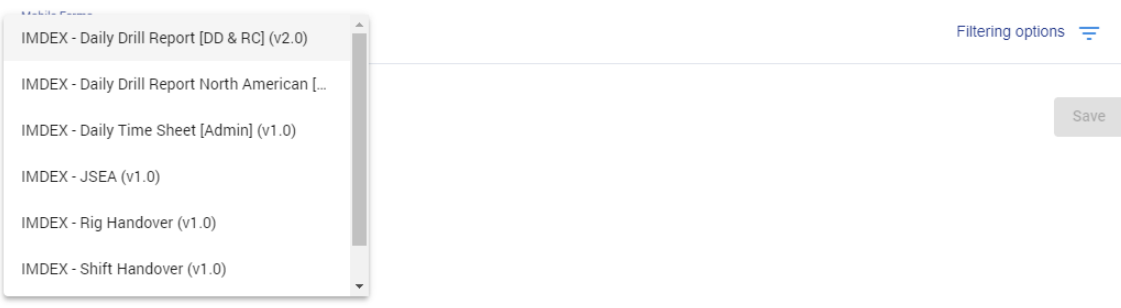 Mobile Forms
IMDEX - Daily Drill Report [DD & RC] (v2.0)
Filtering options
IMDEX - Daily Drill Report North American [...
Save
IMDEX - Daily Time Sheet [Admin] (v1.0)
IMDEX - JSEA (v1.0)
IMDEX - Rig Handover (v1.0)
IMDEX - Shift Handover (v1.0)